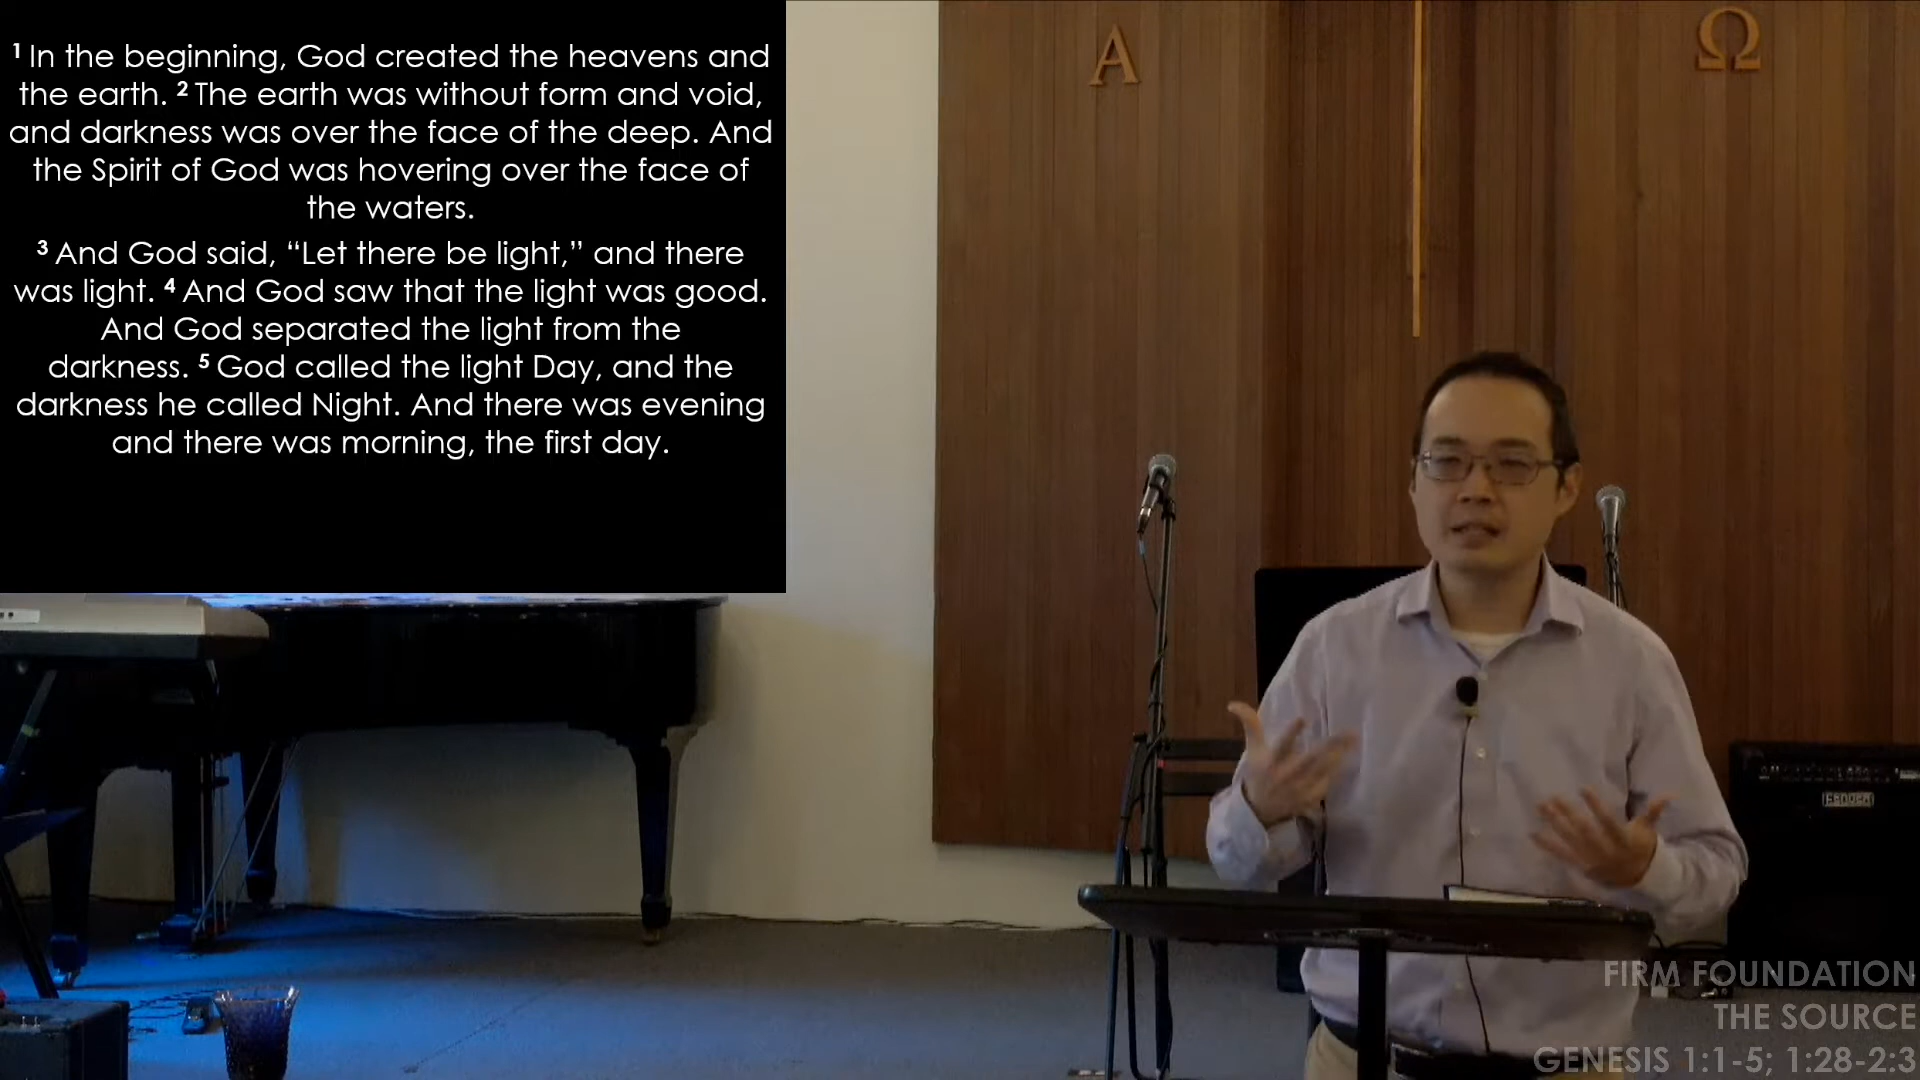 1 In the beginning, God created the heavens and
the earth. 2 The earth was without form and void,
and darkness was over the face of the deep. And
the Spirit of God was hovering over the face of
the waters.
3 And God said, “Let there be light,” and there
was light. 4 And God saw that the light was good.
And God separated the light from the
darkness. 5 God called the light Day, and the
darkness he called Night. And there was evening
and there was morning, the first day.
Α
Ω
FENDER
FIRM FOUNDATION
THE SOURCE
GENESIS 1:1-5; 1:28-2:3